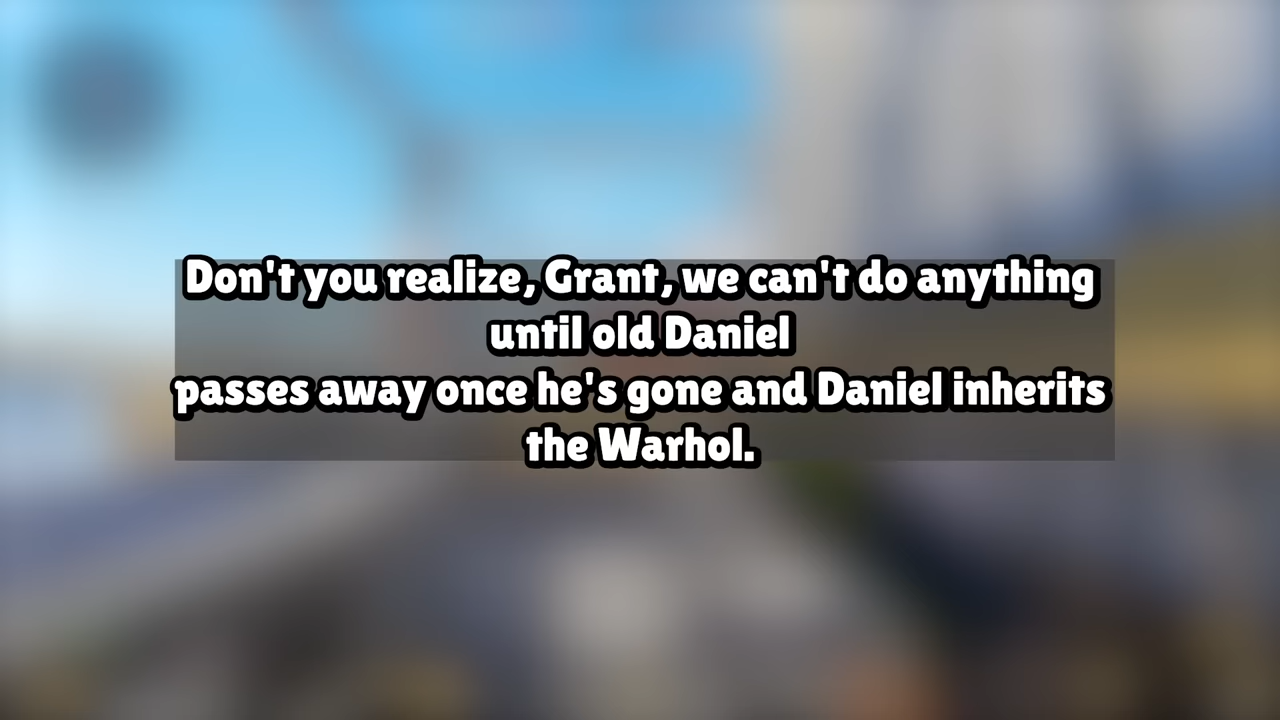 Don't you realize, Grant, we can't do anything
until old Daniel
passes away once he's gone and Daniel inherits
the Warhol.